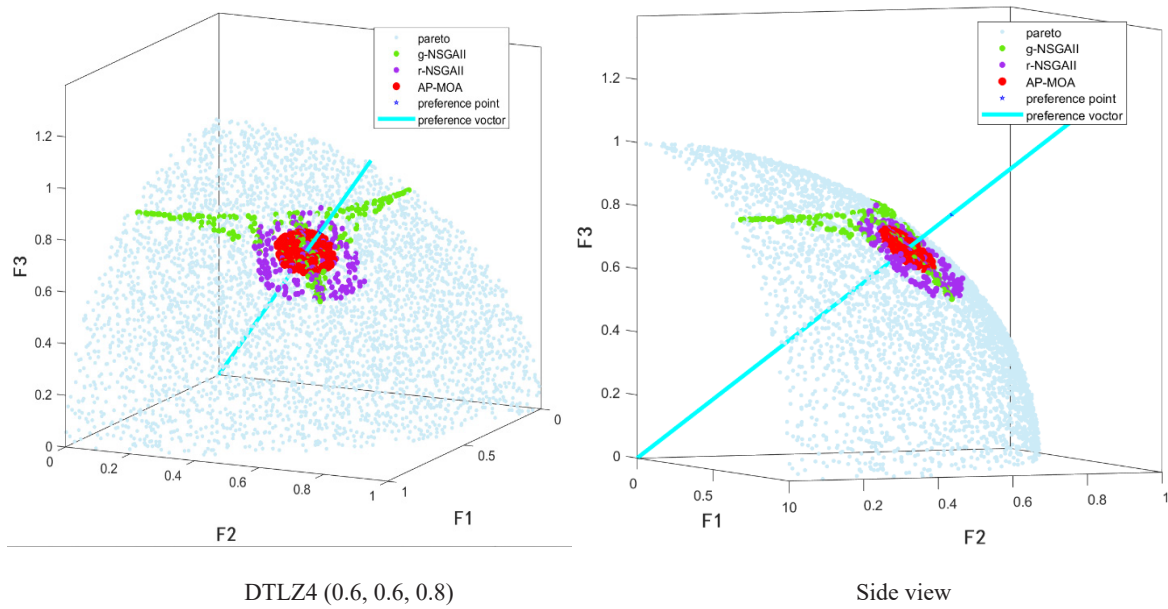 pareto
g-NSGAII
r-NSGAII
AP-MOA
preference point
preference voctor
1.2
1
0.8
0.6
0.4
0.2
0
F3
0
0.2
0.4
0.6
0.8
1
F2
1
0.5
0
F1
pareto
g-NSGAII
r-NSGAII
AP-MOA
preference point
preference voctor
1.2
1
0.8
0.6
0.4
0.2
0
F3
0
0.5
10
F1
0.2
0.4
0.6
0.8
1
F2
DTLZ4 (0.6, 0.6, 0.8)
Side view